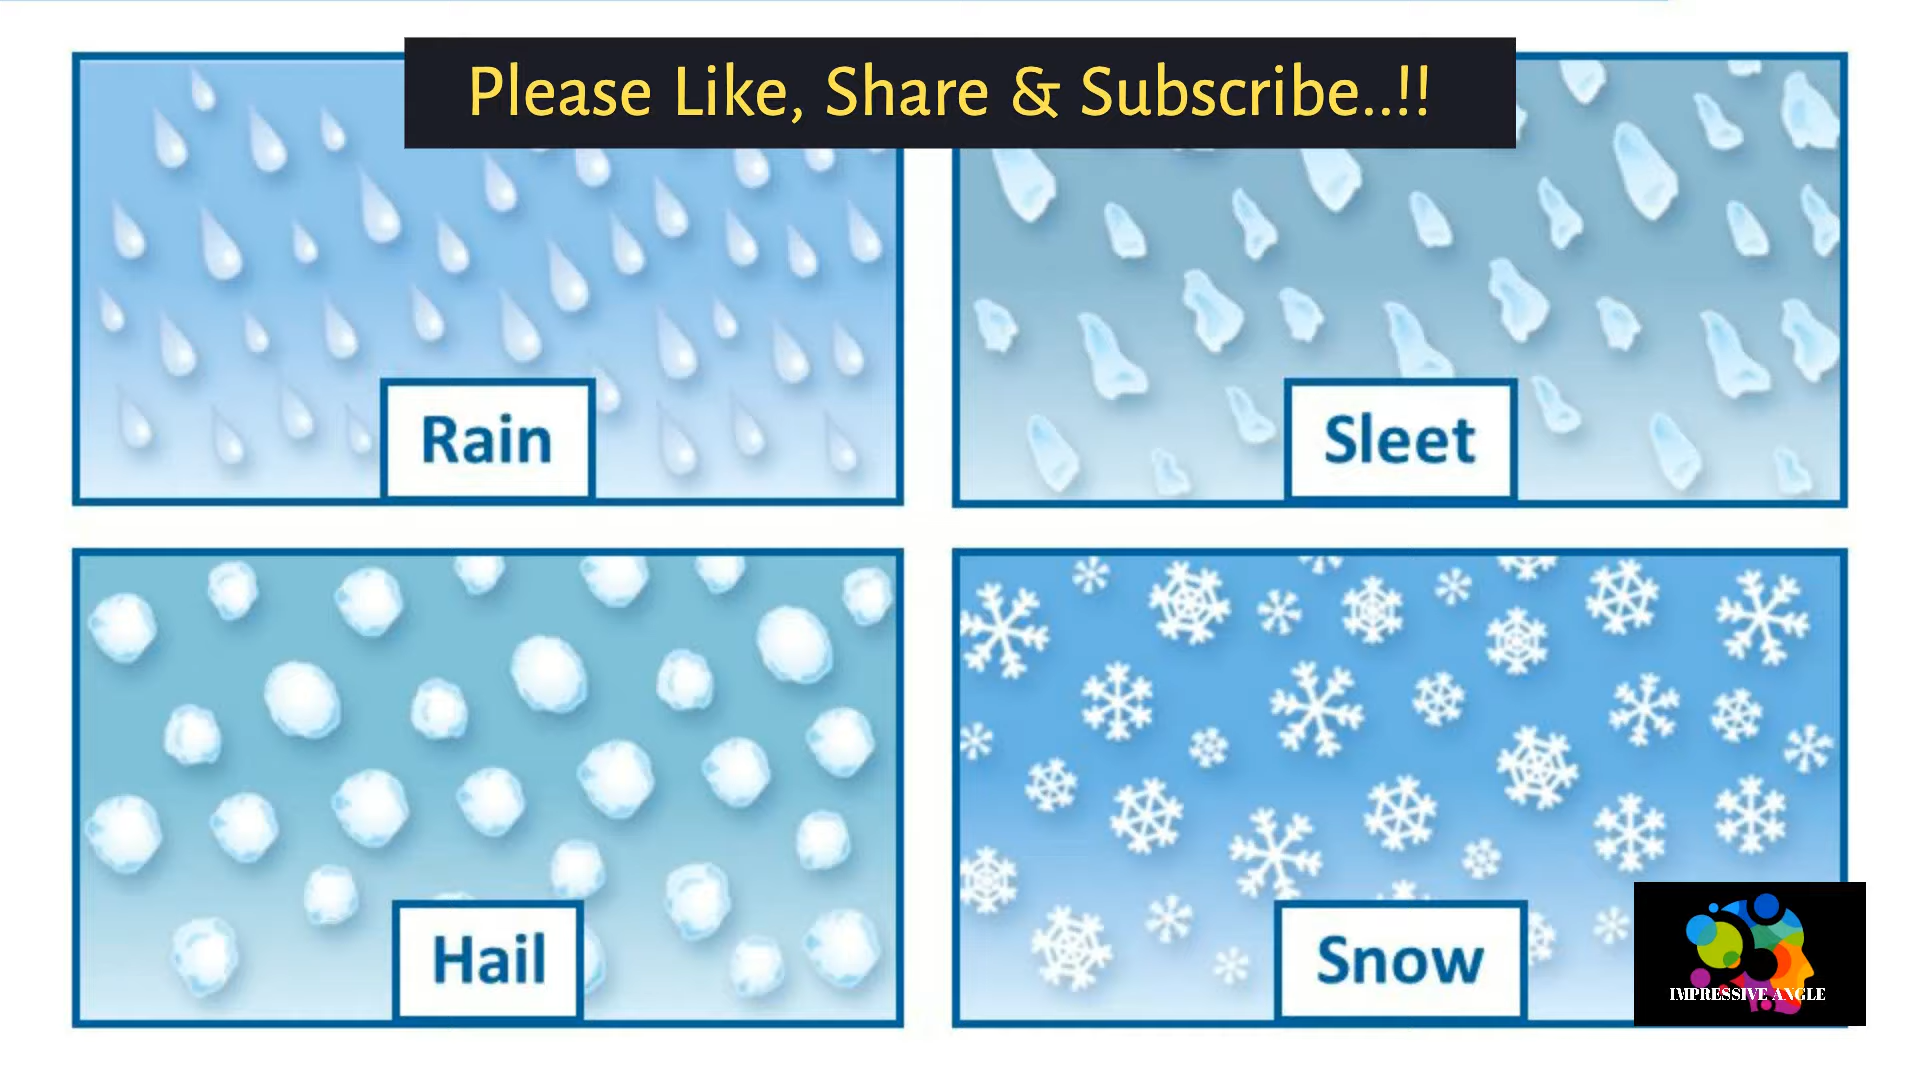 Please Like, Share & Subscribe..!!
Rain
Sleet
Hail
Snow
IMPRESSIVE ANGLE